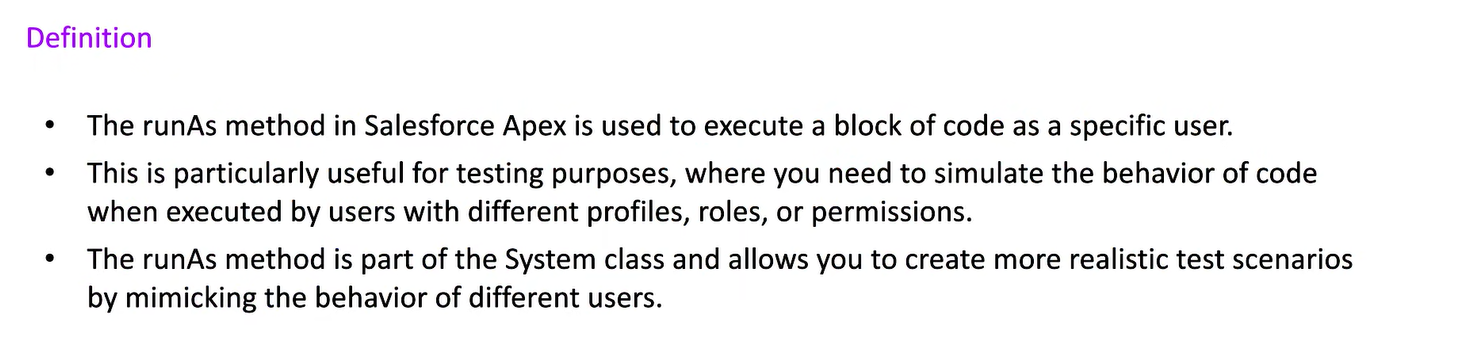 Definition
• The runAs method in Salesforce Apex is used to execute a block of code as a specific user.
• This is particularly useful for testing purposes, where you need to simulate the behavior of code
when executed by users with different profiles, roles, or permissions.
• The runAs method is part of the System class and allows you to create more realistic test scenarios
by mimicking the behavior of different users.